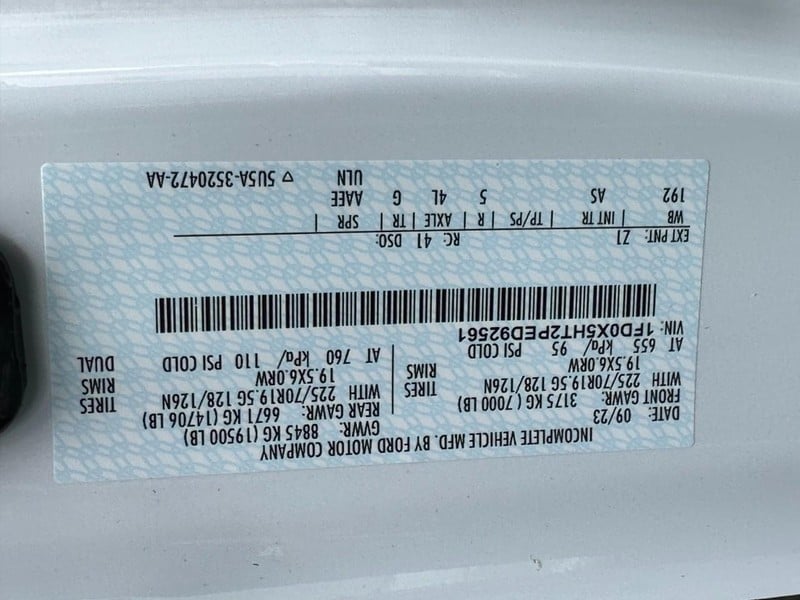 INCOMPLETE VEHICLE MFD. BY FORD MOTOR COMPANY
DATE: 09/23 GVWR: 8845 KG (19500 LB)
FRONT GAWR: 3175 KG (7000 LB) REAR GAWR: 6671 KG (14706 LB)
WITH 225/70R19.5G 128/126N TIRES WITH 225/70R19.5G 128/126N TIRES
19.5X6.0RW RIMS 19.5X6.0RW RIMS
AT 655 kPa/ 95 PSI COLD AT 760 kPa/ 110 PSI COLD DUAL
VIN: 1FD0X5HT2PED92561
EXT PNT: Z1 RC: 41 DSO:
WB | INT TR | TP/PS | R | AXLE | TR | SPR |
192 AS 5 4L G AAEE
ULN ▽ 5U5A-3520472-AA